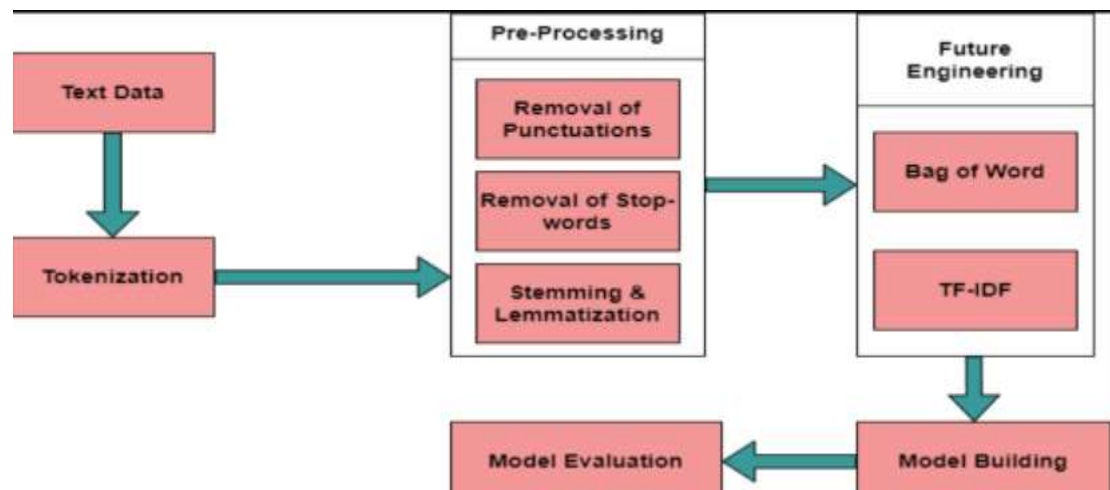 Text Data
Tokenization
Pre-Processing
Removal of
Punctuations
Removal of Stop-
words
Stemming &
Lemmatization
Future
Engineering
Bag of Word
TF-IDF
Model Building
Model Evaluation